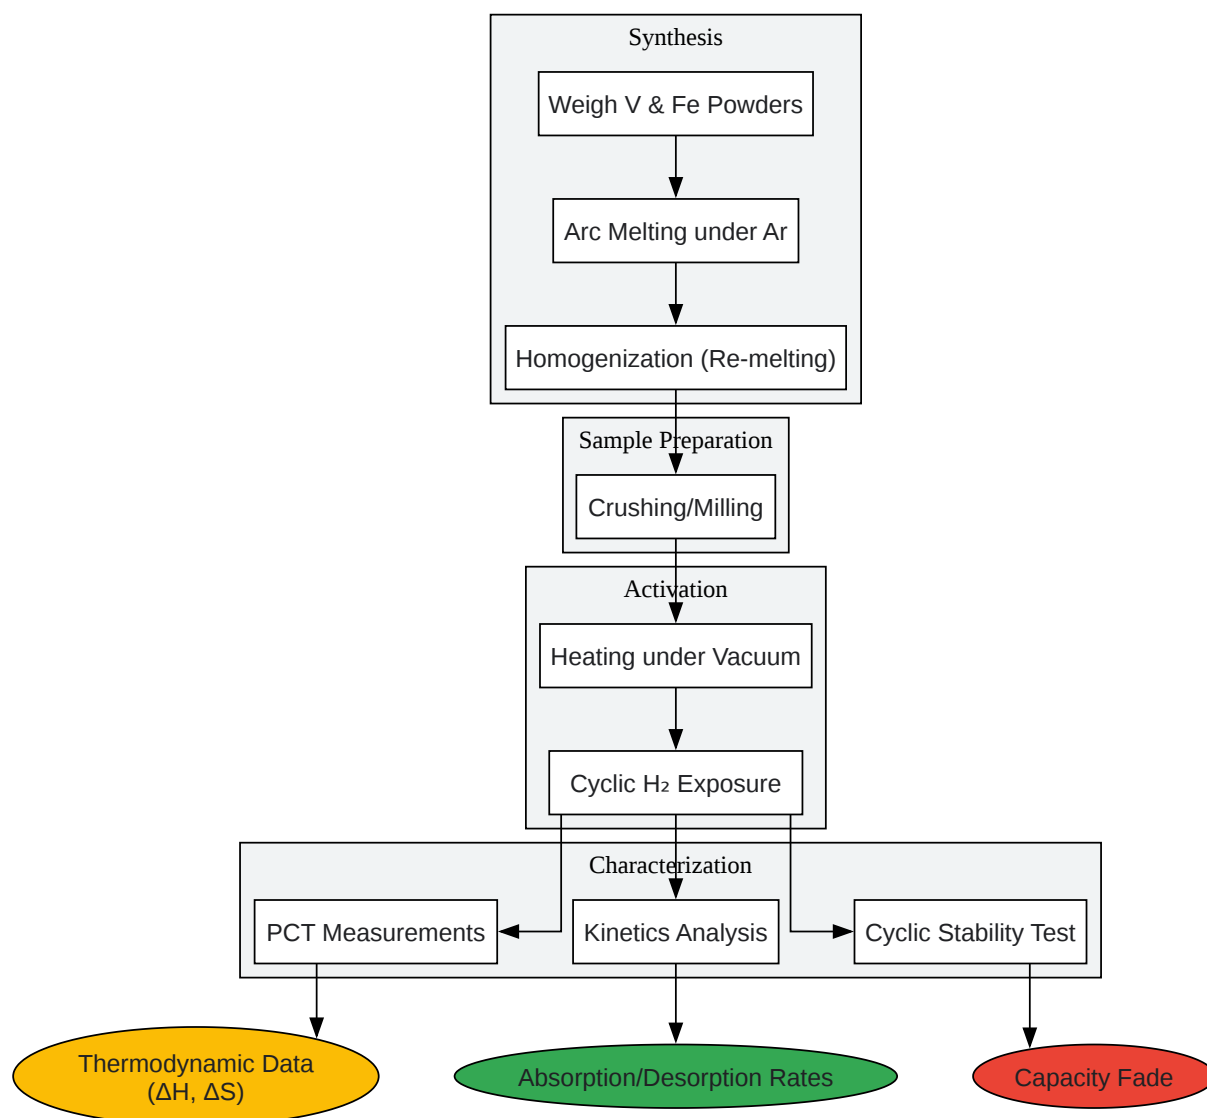 Synthesis
Weigh V & Fe Powders
Arc Melting under Ar
Homogenization (Re-melting)
Sample Preparation
Crushing/Milling
Activation
Heating under Vacuum
Cyclic H₂ Exposure
Characterization
PCT Measurements
Kinetics Analysis
Cyclic Stability Test
Thermodynamic Data
(ΔH, ΔS)
Absorption/Desorption Rates
Capacity Fade